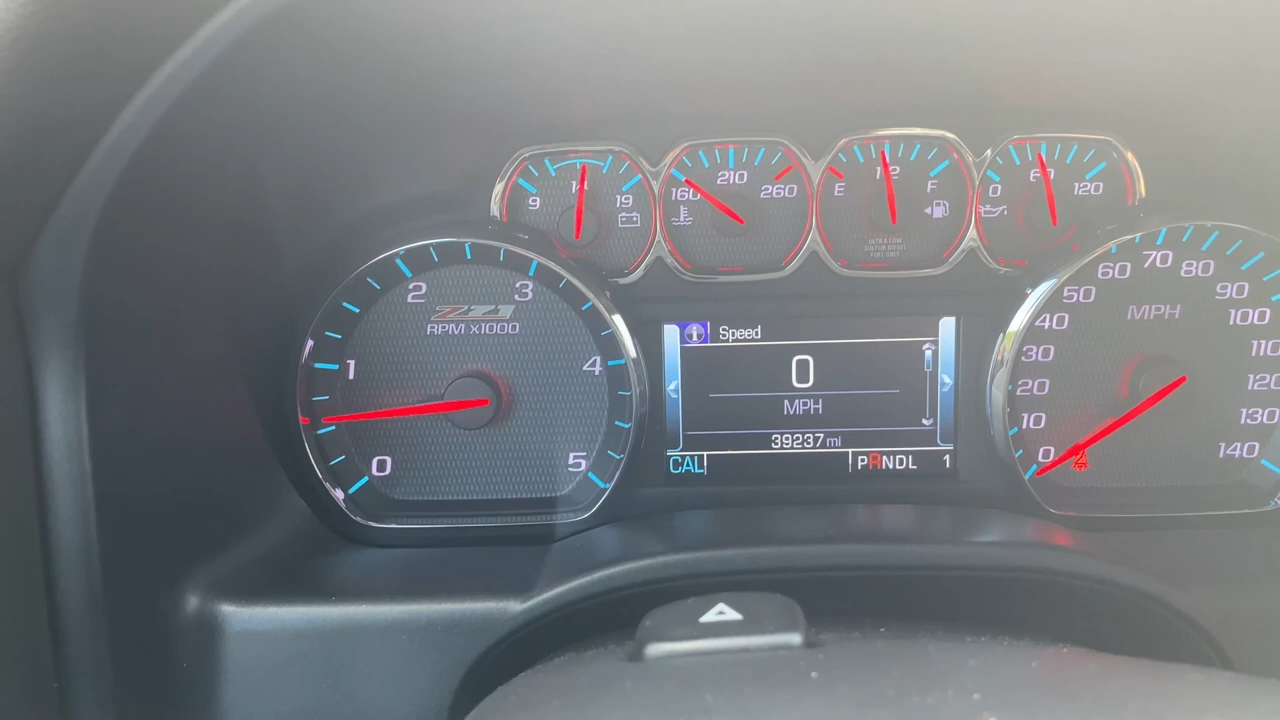 14
9 19
210
160 260
1/2
E F
ULTRA LOW
SULFUR DIESEL
FUEL ONLY
60
0 120
0 1 2 3 4 5
Z71
RPM X1000
Speed
0
MPH
39237 mi
CAL PRNDL 1
MPH
0 10 20 30 40 50 60 70 80 90 100 110 120 130 140